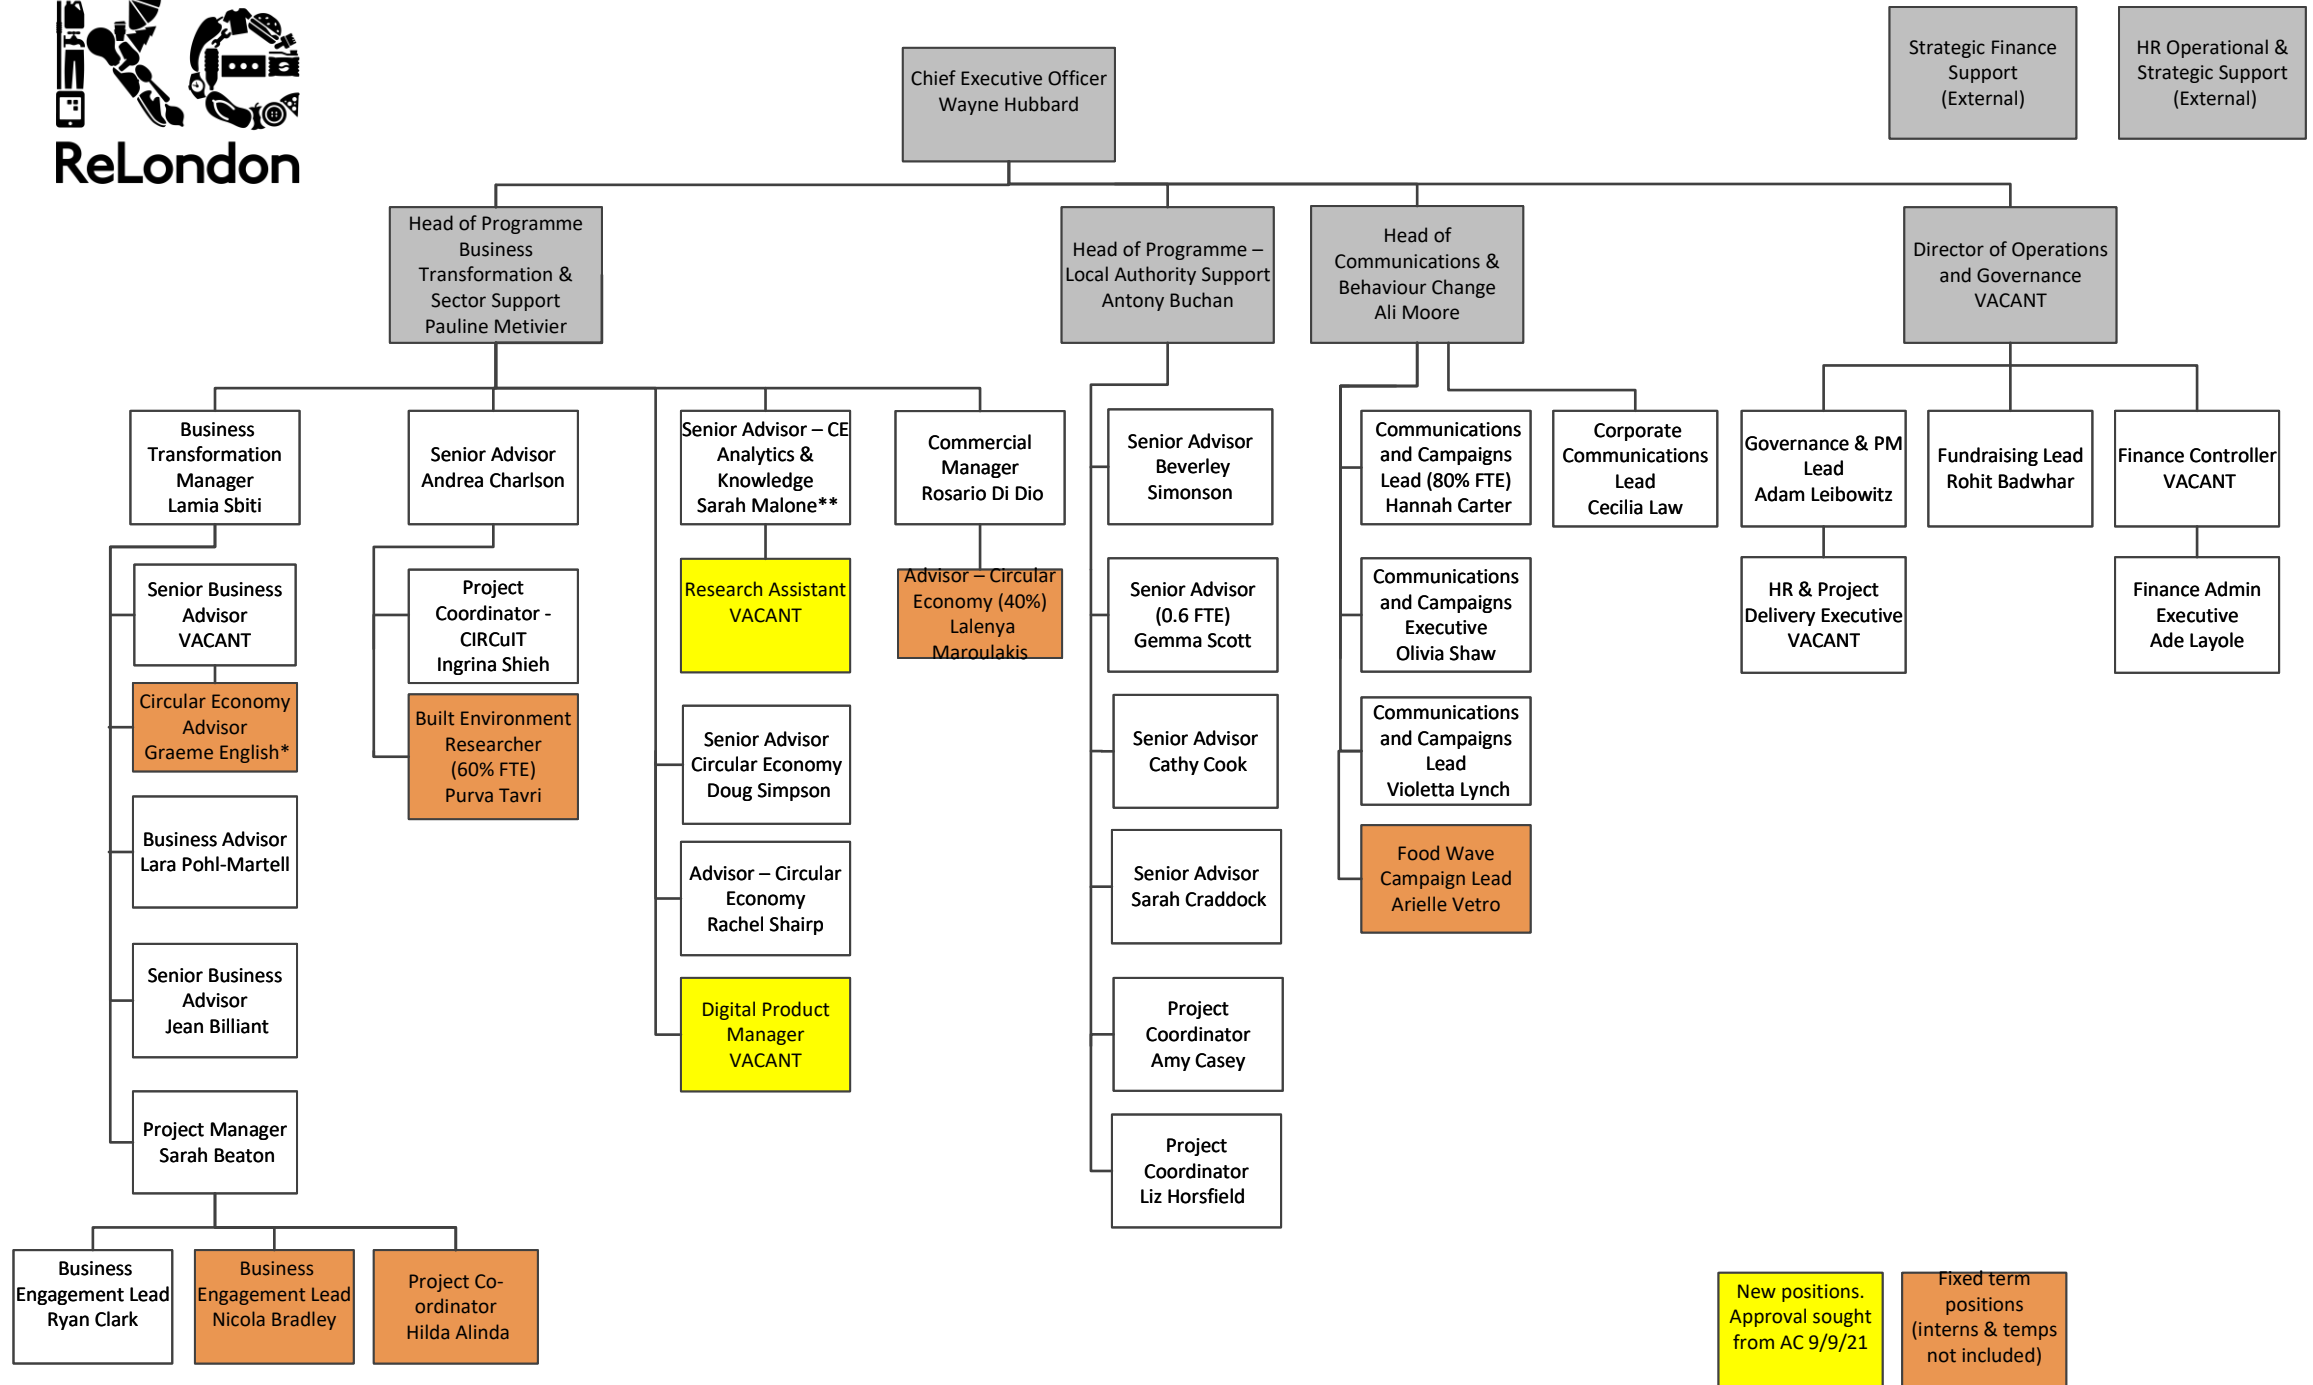 ReLondon
Chief Executive Officer
Wayne Hubbard
Strategic Finance
Support
(External)
HR Operational &
Strategic Support
(External)
Head of Programme
Business
Transformation &
Sector Support
Pauline Metivier
Head of Programme –
Local Authority Support
Antony Buchan
Head of
Communications &
Behaviour Change
Ali Moore
Director of Operations
and Governance
VACANT
Business
Transformation
Manager
Lamia Sbiti
Senior Advisor
Andrea Charlson
Senior Advisor – CE
Analytics &
Knowledge
Sarah Malone**
Commercial
Manager
Rosario Di Dio
Senior Advisor
Beverley
Simonson
Communications
and Campaigns
Lead (80% FTE)
Hannah Carter
Corporate
Communications
Lead
Cecilia Law
Governance & PM
Lead
Adam Leibowitz
Fundraising Lead
Rohit Badwhar
Finance Controller
VACANT
Senior Business
Advisor
VACANT
Project
Coordinator -
CIRCuIT
Ingrina Shieh
Research Assistant
VACANT
Advisor – Circular
Economy (40%)
Lalenya
Maroulakis
Senior Advisor
(0.6 FTE)
Gemma Scott
Communications
and Campaigns
Executive
Olivia Shaw
HR & Project
Delivery Executive
VACANT
Finance Admin
Executive
Ade Layole
Circular Economy
Advisor
Graeme English*
Built Environment
Researcher
(60% FTE)
Purva Tavri
Senior Advisor
Circular Economy
Doug Simpson
Senior Advisor
Cathy Cook
Communications
and Campaigns
Lead
Violetta Lynch
Business Advisor
Lara Pohl-Martell
Advisor – Circular
Economy
Rachel Shairp
Senior Advisor
Sarah Craddock
Food Wave
Campaign Lead
Arielle Vetro
Senior Business
Advisor
Jean Billiant
Digital Product
Manager
VACANT
Project
Coordinator
Amy Casey
Project Manager
Sarah Beaton
Project
Coordinator
Liz Horsfield
Business
Engagement Lead
Ryan Clark
Business
Engagement Lead
Nicola Bradley
Project Co-
ordinator
Hilda Alinda
New positions.
Approval sought
from AC 9/9/21
Fixed term
positions
(interns & temps
not included)